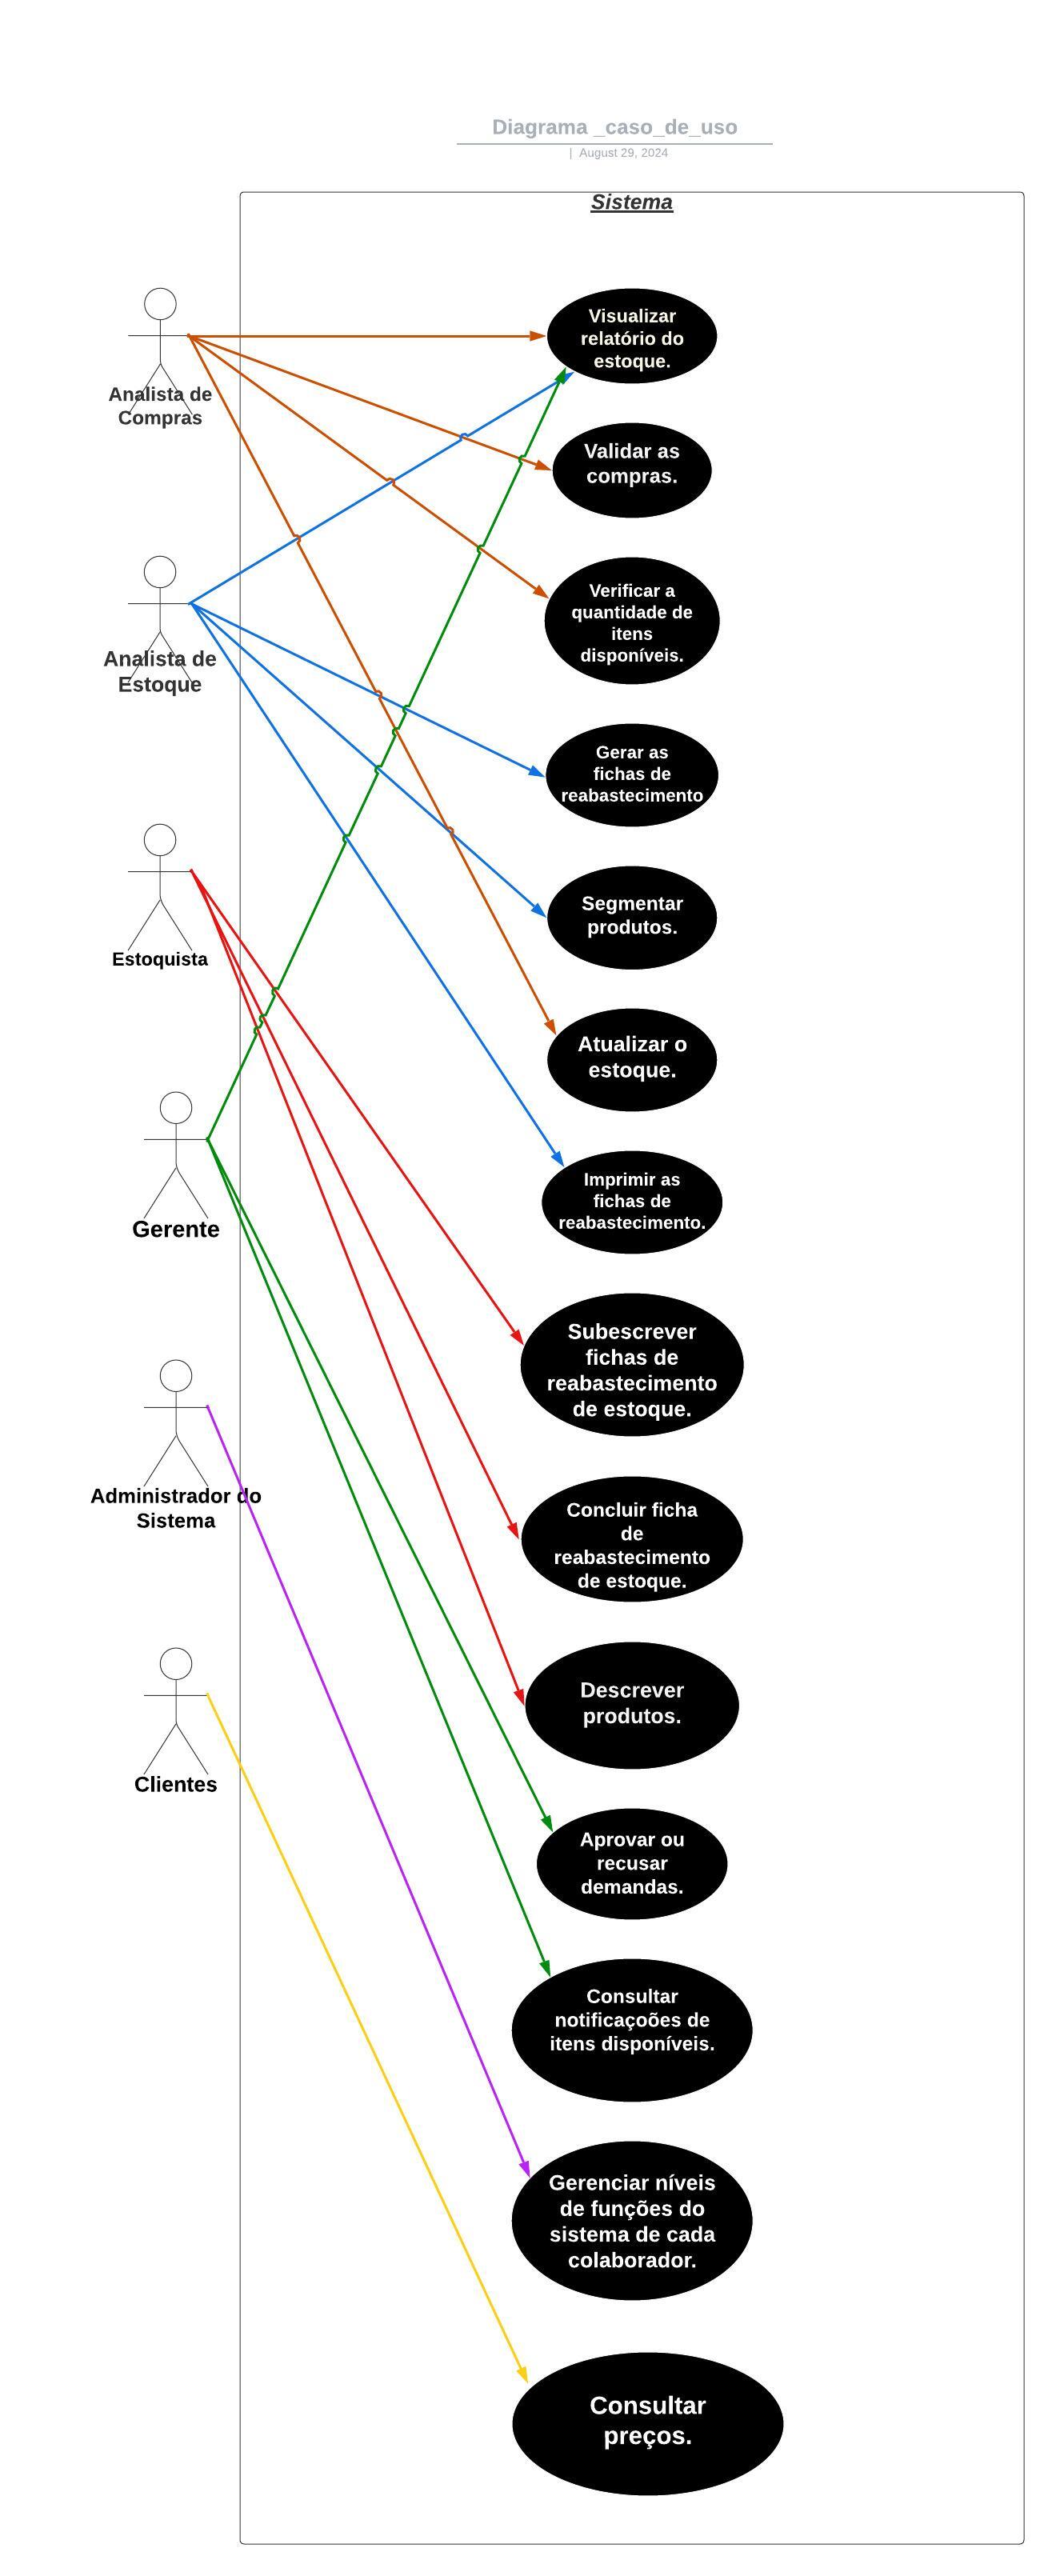 Diagrama _caso_de_uso
| August 29, 2024
Sistema
Visualizar
relatório do
estoque.
Analista de
Compras
Validar as
compras.
Verificar a
quantidade de
itens
disponíveis.
Analista de
Estoque
Gerar as
fichas de
reabastecimento
Segmentar
produtos.
Estoquista
Atualizar o
estoque.
Imprimir as
fichas de
reabastecimento.
Gerente
Subescrever
fichas de
reabastecimento
de estoque.
Administrador do
Sistema
Concluir ficha
de
reabastecimento
de estoque.
Descrever
produtos.
Clientes
Aprovar ou
recusar
demandas.
Consultar
notificaçoões de
itens disponíveis.
Gerenciar níveis
de funções do
sistema de cada
colaborador.
Consultar
preços.